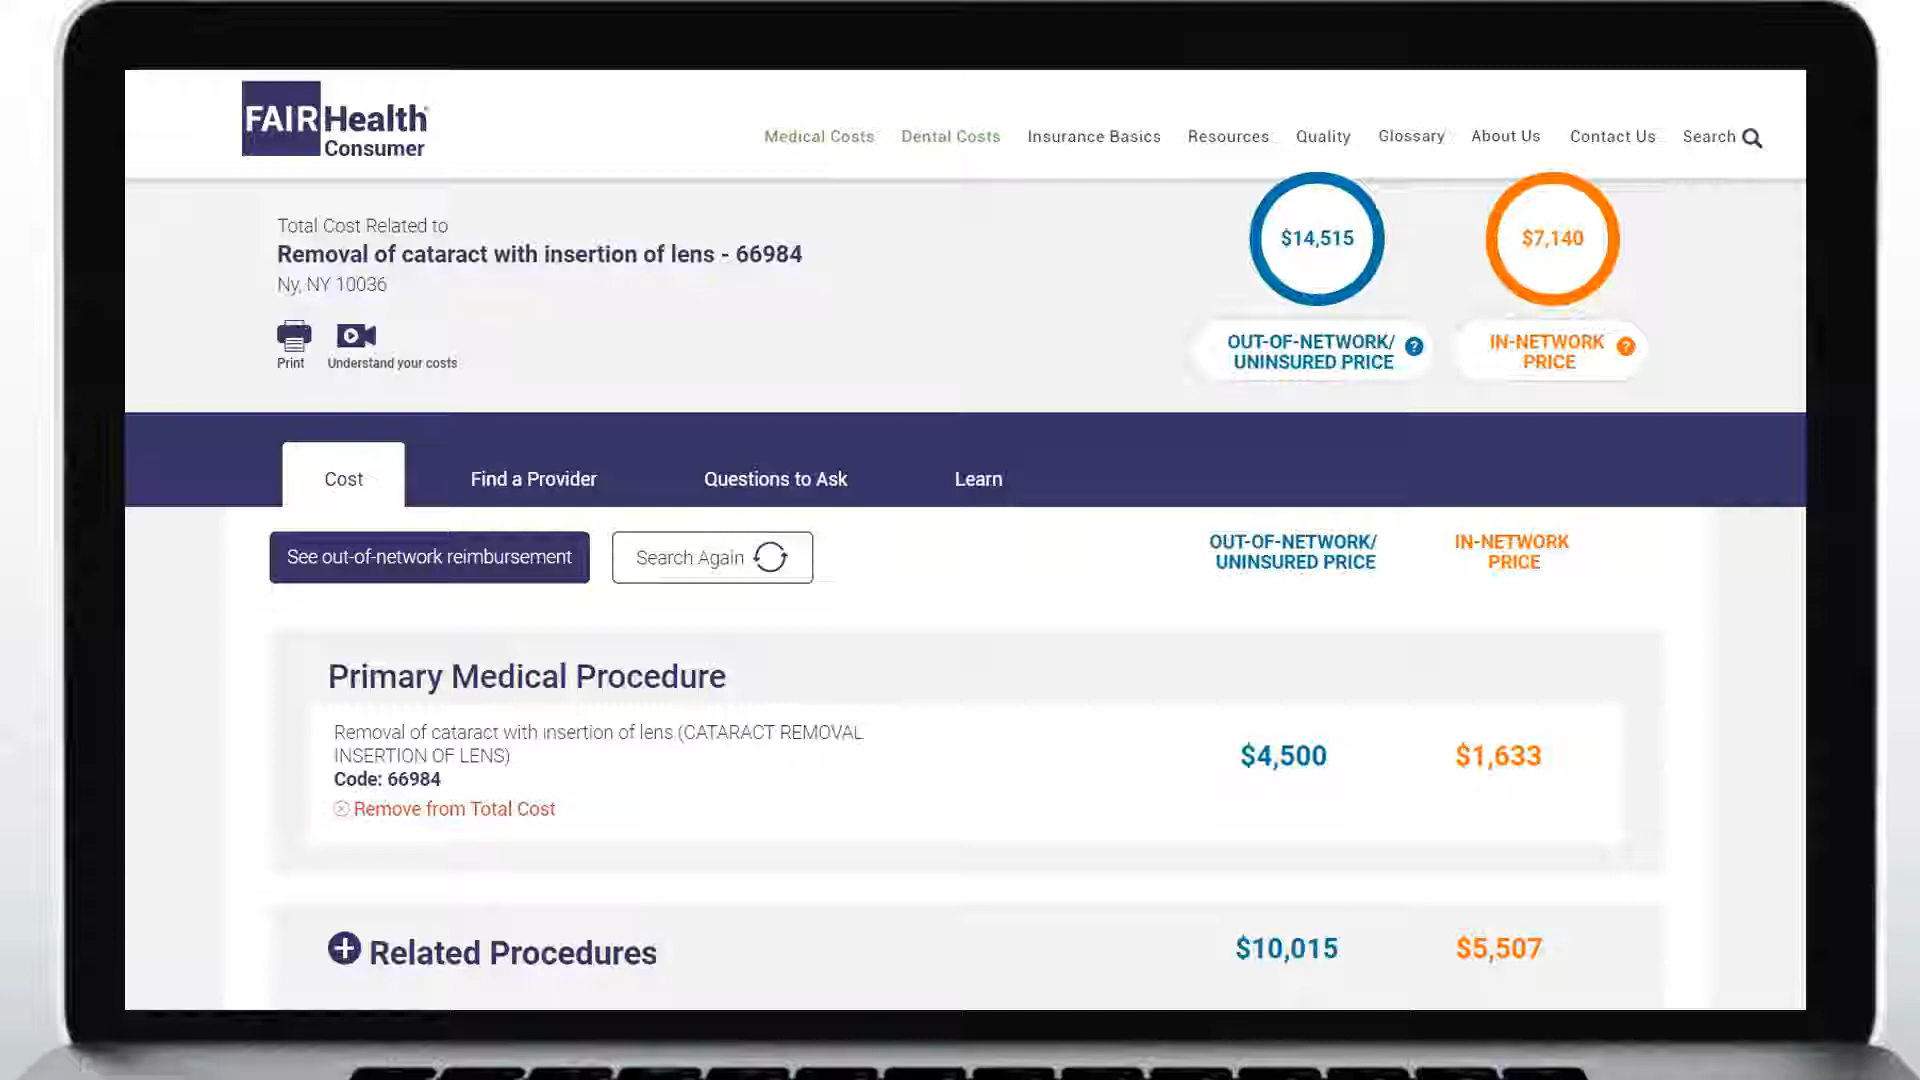 FAIR Health
Consumer
Medical Costs Dental Costs Insurance Basics Resources Quality Glossary About Us Contact Us Search
Total Cost Related to
Removal of cataract with insertion of lens - 66984
Ny, NY 10036
Print Understand your costs
$14,515
OUT-OF-NETWORK/
UNINSURED PRICE ?
$7,140
IN-NETWORK
PRICE ?
Cost Find a Provider Questions to Ask Learn
See out-of-network reimbursement Search Again
OUT-OF-NETWORK/
UNINSURED PRICE
IN-NETWORK
PRICE
Primary Medical Procedure
Removal of cataract with insertion of lens (CATARACT REMOVAL
INSERTION OF LENS)
Code: 66984
Remove from Total Cost
$4,500 $1,633
Related Procedures $10,015 $5,507